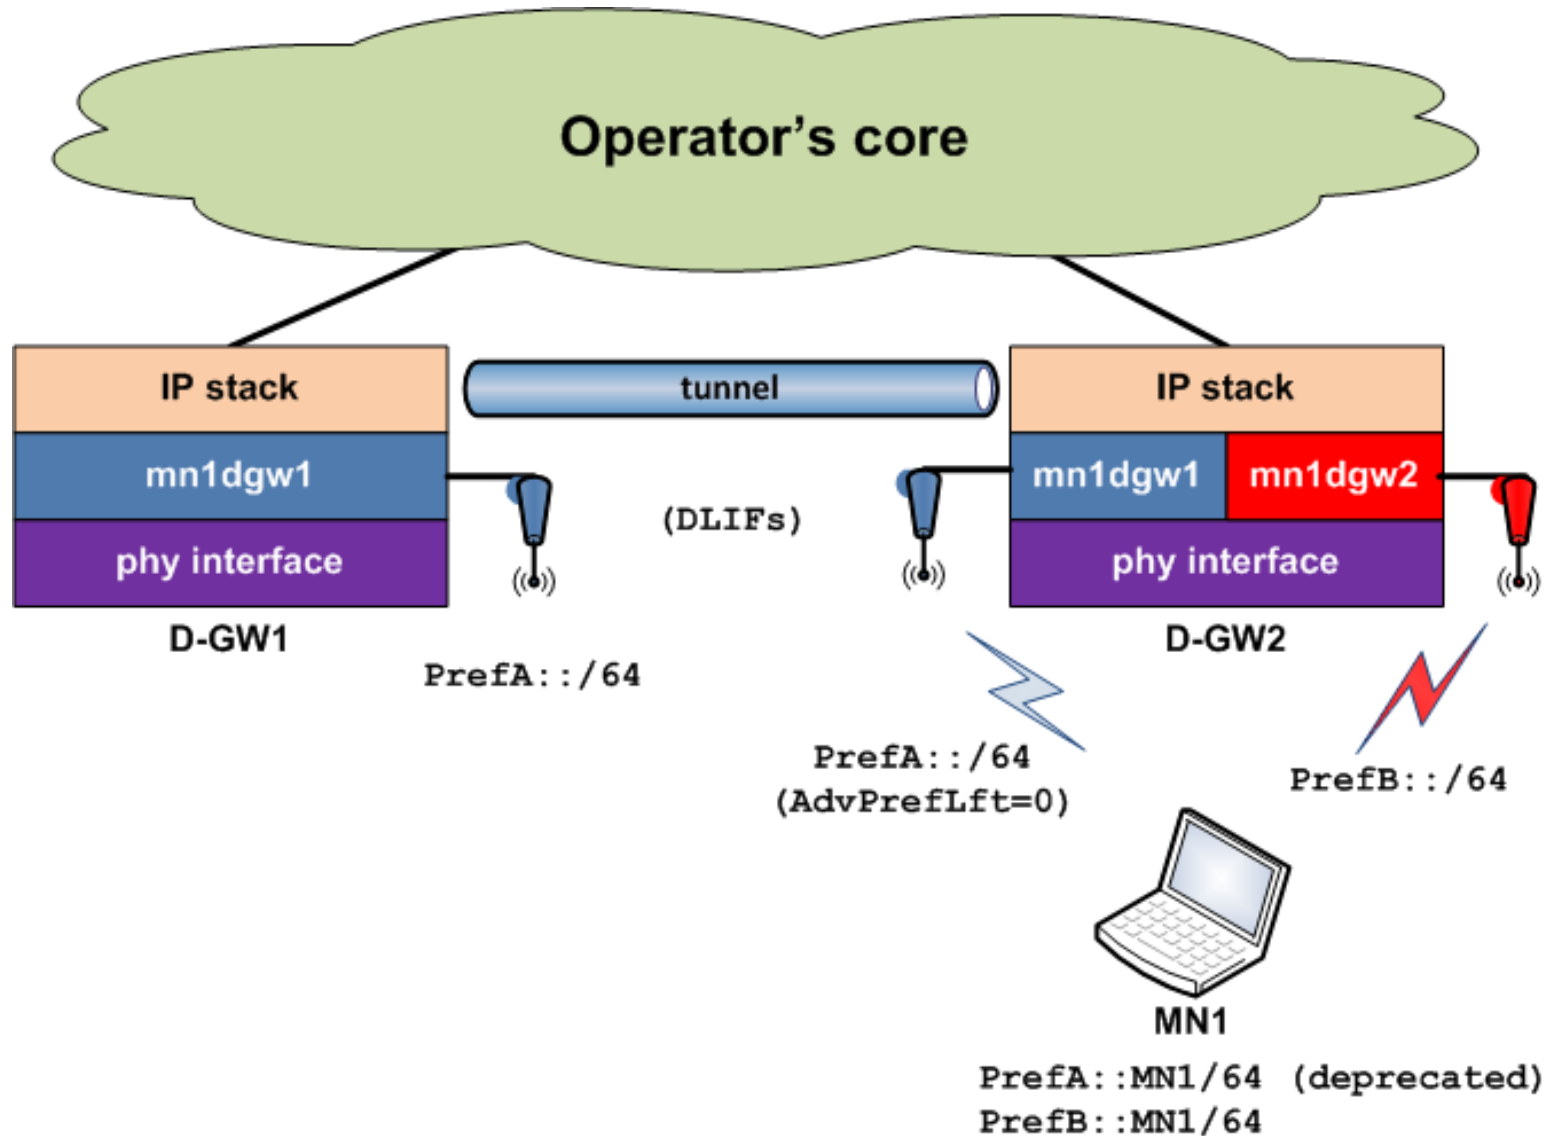 Operator's core
IP stack
tunnel
IP stack
mn1dgw1
mn1dgw1
mn1dgw2
(DLIFs)
phy interface
phy interface
D-GW1
D-GW2
PrefA::/64
PrefA::/64
(AdvPrefLft=0)
PrefB::/64
MN1
PrefA::MN1/64 (deprecated)
PrefB::MN1/64